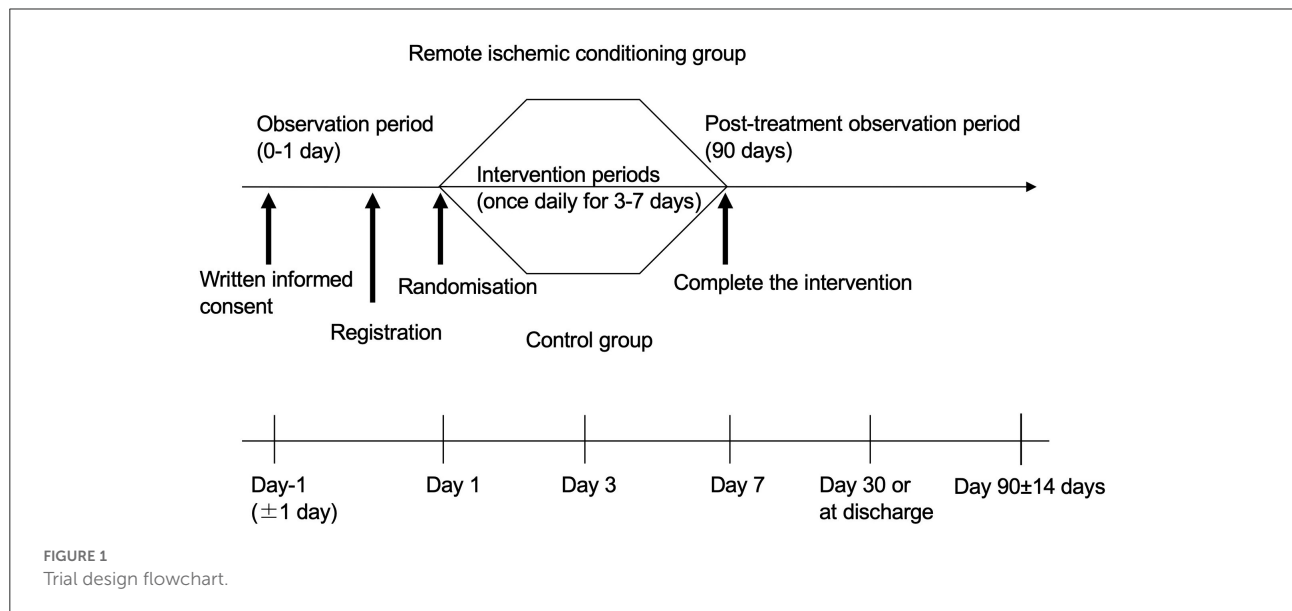 Remote ischemic conditioning group
Observation period
(0-1 day)
Post-treatment observation period
(90 days)
Intervention periods
(once daily for 3-7 days)
Written informed
consent
Registration
Randomisation
Complete the intervention
Control group
Day-1
(±1 day)
Day 1
Day 3
Day 7
Day 30 or
at discharge
Day 90±14 days
FIGURE 1
Trial design flowchart.